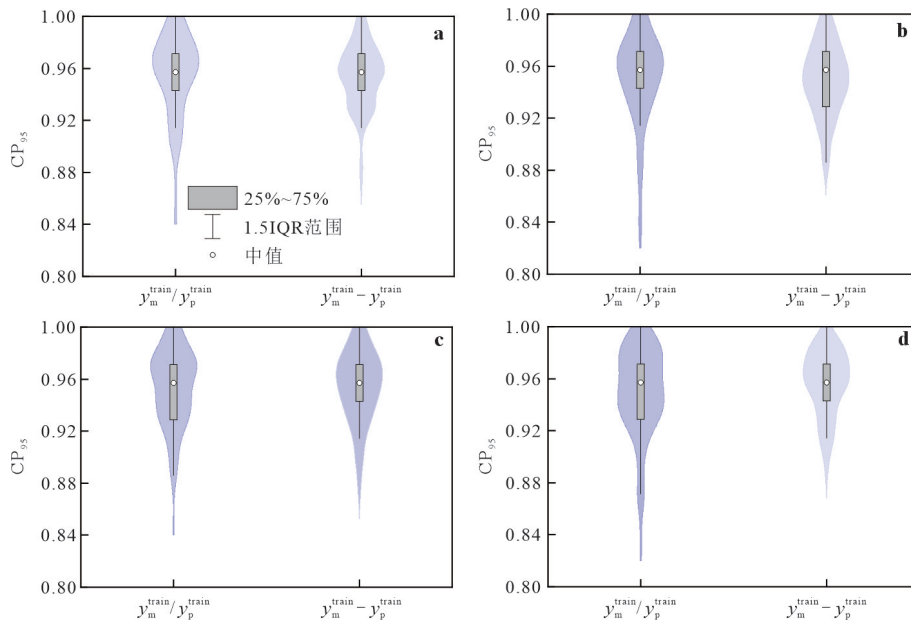 1.00
0.96
0.92
0.88
0.84
0.80
CP₉₅
a
25%~75%
1.5IQR范围
中值
yₘᵗʳᵃⁱⁿ/yₚᵗʳᵃⁱⁿ
yₘᵗʳᵃⁱⁿ−yₚᵗʳᵃⁱⁿ
1.00
0.96
0.92
0.88
0.84
0.80
CP₉₅
b
yₘᵗʳᵃⁱⁿ/yₚᵗʳᵃⁱⁿ
yₘᵗʳᵃⁱⁿ−yₚᵗʳᵃⁱⁿ
1.00
0.96
0.92
0.88
0.84
0.80
CP₉₅
c
yₘᵗʳᵃⁱⁿ/yₚᵗʳᵃⁱⁿ
yₘᵗʳᵃⁱⁿ−yₚᵗʳᵃⁱⁿ
1.00
0.96
0.92
0.88
0.84
0.80
CP₉₅
d
yₘᵗʳᵃⁱⁿ/yₚᵗʳᵃⁱⁿ
yₘᵗʳᵃⁱⁿ−yₚᵗʳᵃⁱⁿ